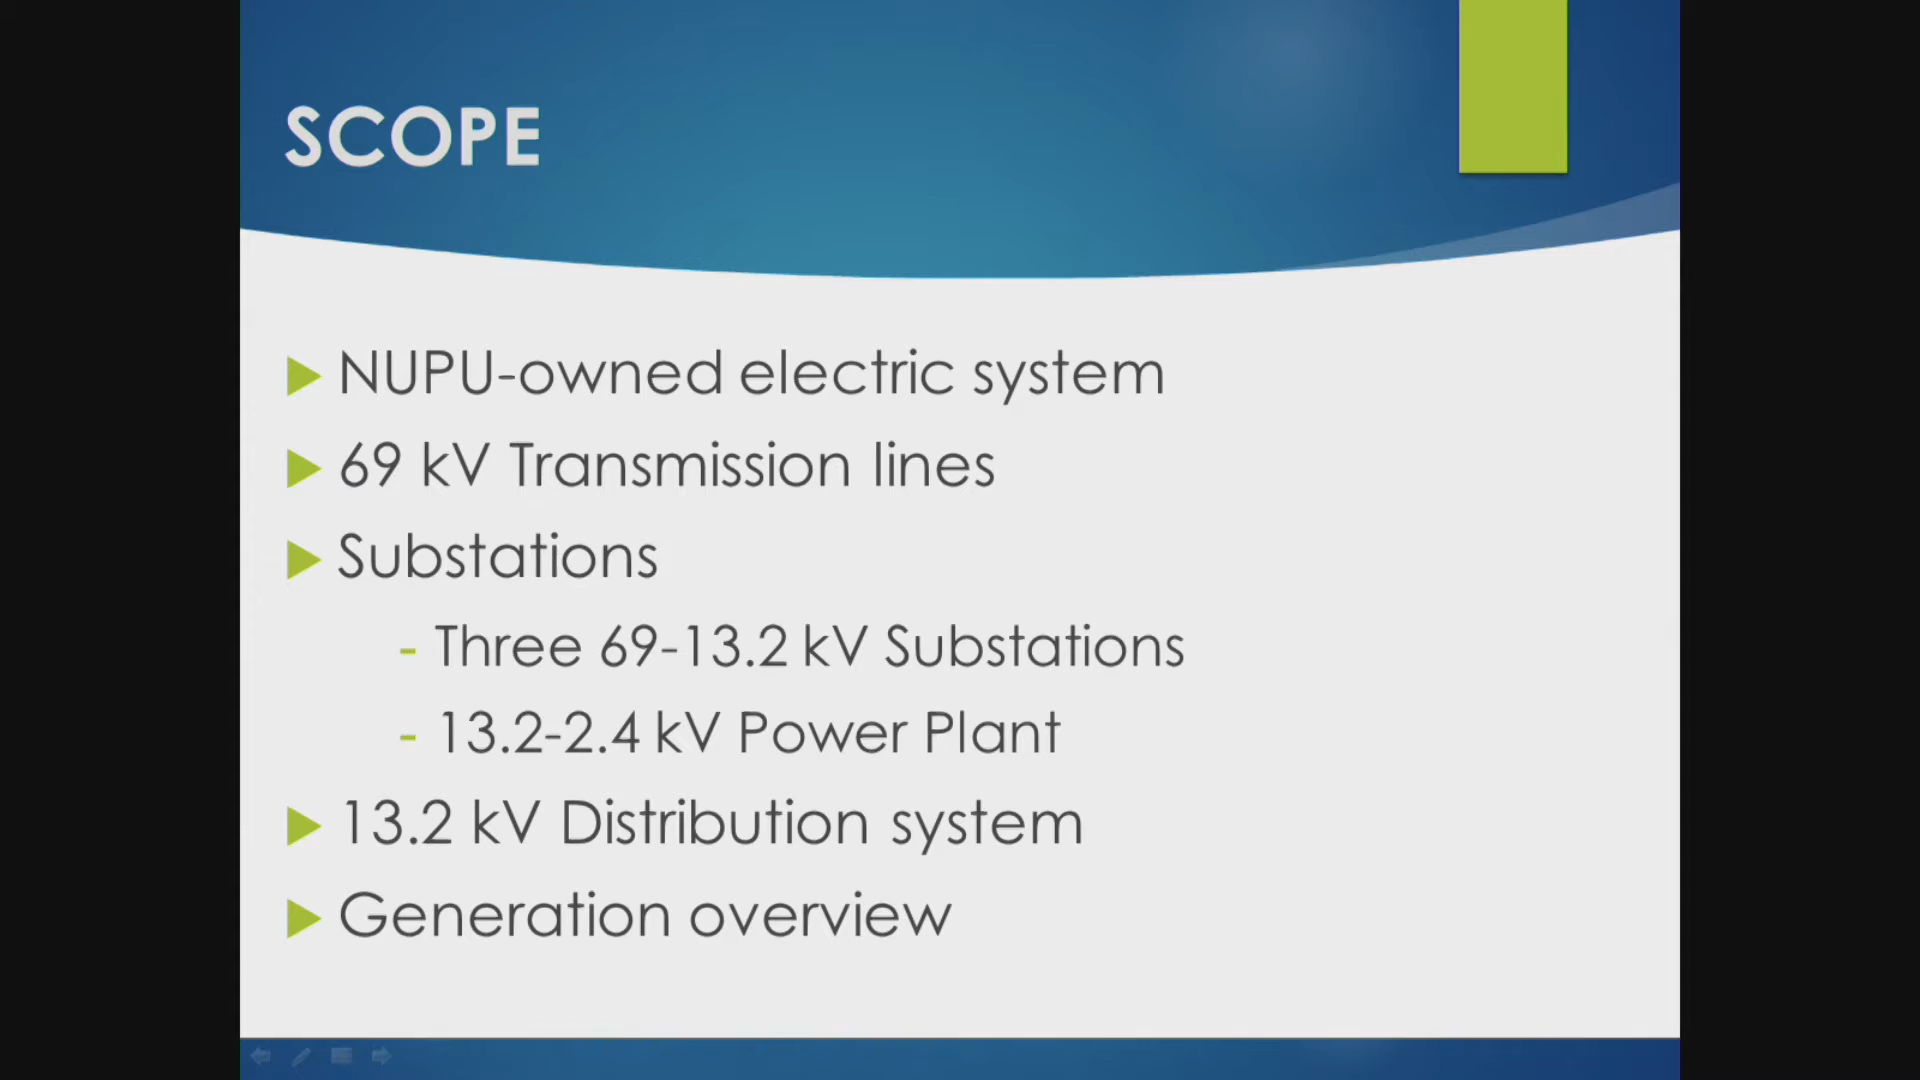 SCOPE
NUPU-owned electric system
69 kV Transmission lines
Substations
- Three 69-13.2 kV Substations
- 13.2-2.4 kV Power Plant
13.2 kV Distribution system
Generation overview